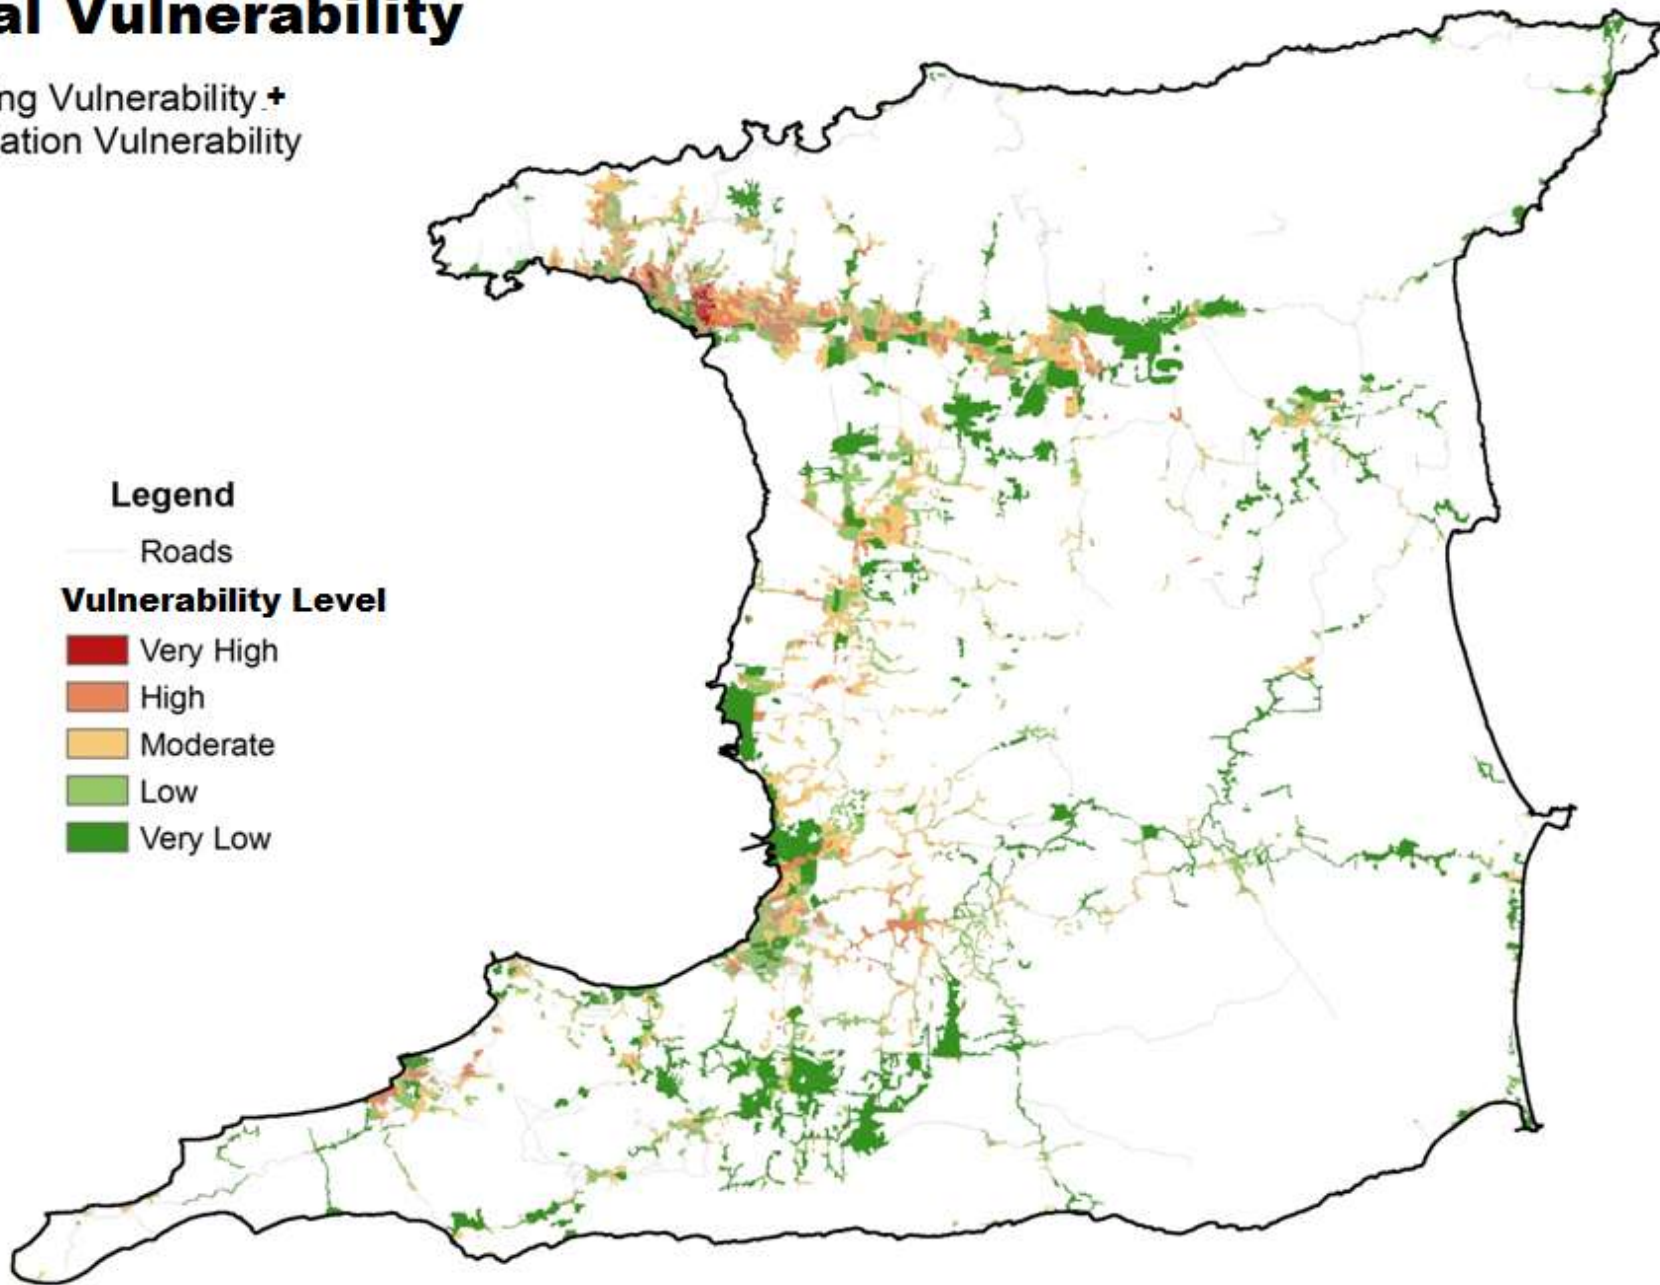 al Vulnerability
ng Vulnerability +
ation Vulnerability
Legend
Roads
Vulnerability Level
Very High
High
Moderate
Low
Very Low